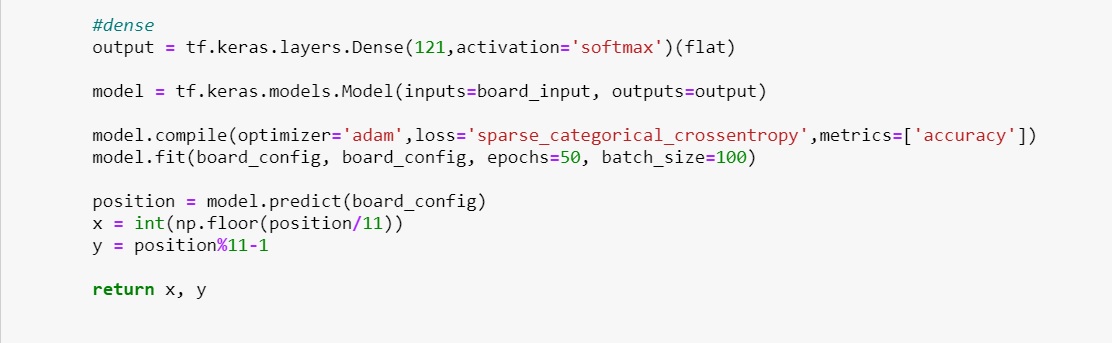 #dense
output = tf.keras.layers.Dense(121,activation='softmax')(flat)
model = tf.keras.models.Model(inputs=board_input, outputs=output)
model.compile(optimizer='adam',loss='sparse_categorical_crossentropy',metrics=['accuracy'])
model.fit(board_config, board_config, epochs=50, batch_size=100)
position = model.predict(board_config)
x = int(np.floor(position/11))
y = position%11-1
return x, y